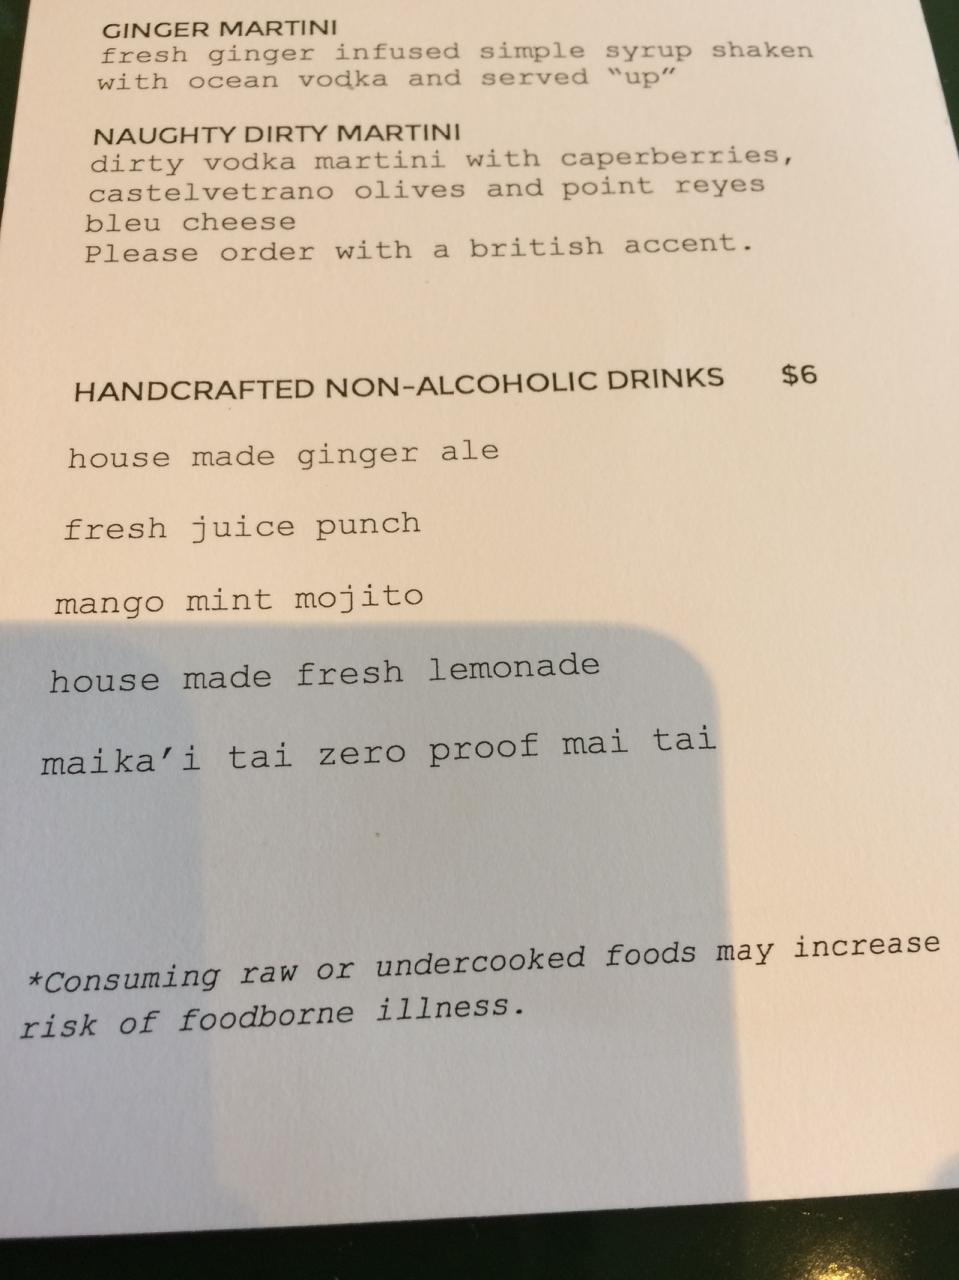 GINGER MARTINI
fresh ginger infused simple syrup shaken
with ocean vodka and served "up"
NAUGHTY DIRTY MARTINI
dirty vodka martini with caperberries,
castelvetrano olives and point reyes
bleu cheese
Please order with a british accent.
HANDCRAFTED NON-ALCOHOLIC DRINKS $6
house made ginger ale
fresh juice punch
mango mint mojito
house made fresh lemonade
maika'i tai zero proof mai tai
*Consuming raw or undercooked foods may increase
risk of foodborne illness.